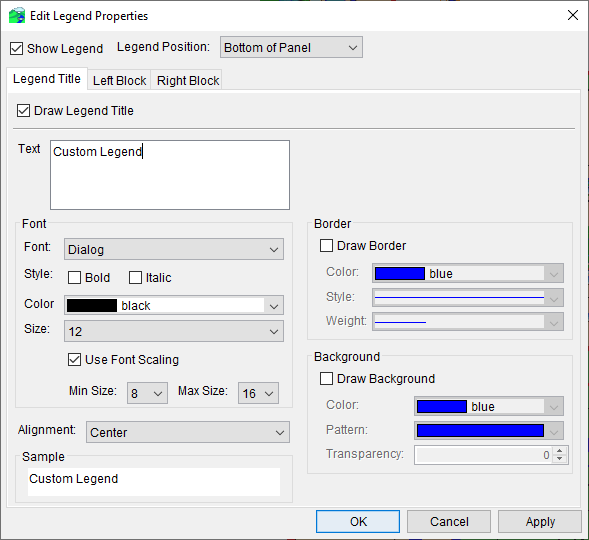 Edit Legend Properties
Show Legend Legend Position: Bottom of Panel
Legend Title Left Block Right Block
Draw Legend Title
Text Custom Legend
Font
Font: Dialog
Style: Bold Italic
Color black
Size: 12
Use Font Scaling
Min Size: 8 Max Size: 16
Alignment: Center
Sample
Custom Legend
Border
Draw Border
Color: blue
Style:
Weight:
Background
Draw Background
Color: blue
Pattern:
Transparency: 0
OK Cancel Apply